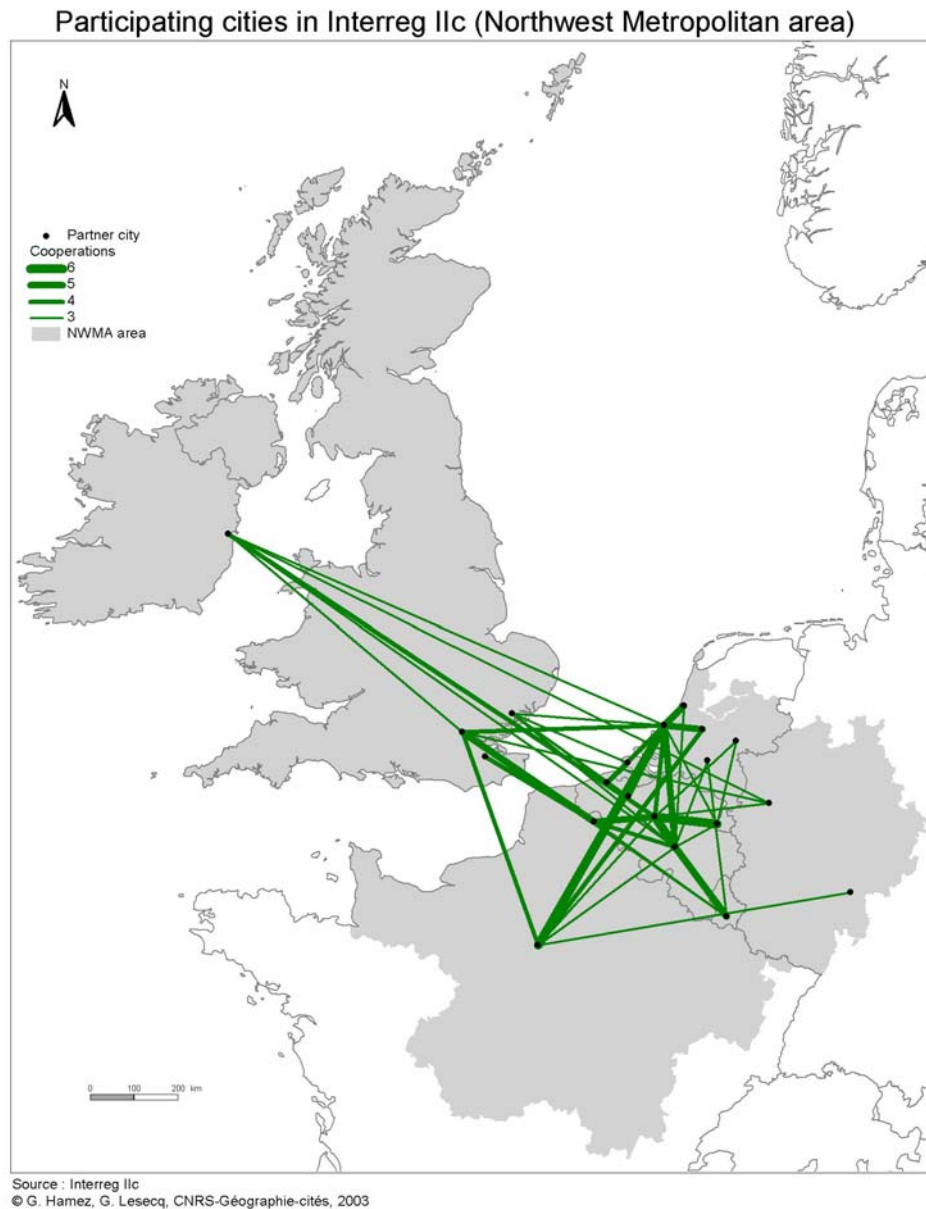 Participating cities in Interreg IIc (Northwest Metropolitan area)
N
Partner city
Cooperations
6
5
4
3
NWMA area
0 100 200 km
Source : Interreg IIc
© G. Hamez, G. Lesecq, CNRS-Géographie-cités, 2003